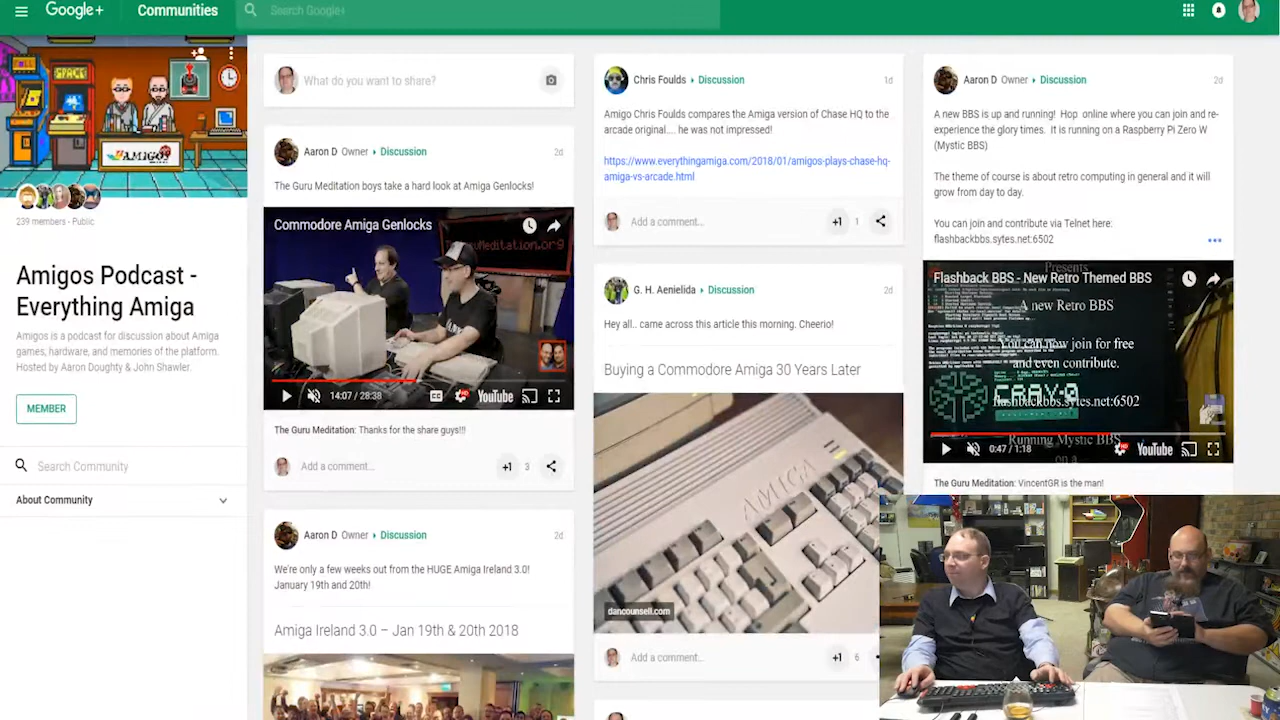 Google+
Communities
Search Google+
SPACE
AMIGOS
239 members - Public
Amigos Podcast -
Everything Amiga
Amigos is a podcast for discussion about Amiga
games, hardware, and memories of the platform.
Hosted by Aaron Doughty & John Shawler.
MEMBER
Search Community
About Community
What do you want to share?
Aaron D Owner Discussion
2d
The Guru Meditation boys take a hard look at Amiga Genlocks!
Commodore Amiga Genlocks
14:07 / 28:38
CC
HD
YouTube
The Guru Meditation: Thanks for the share guys!!!
Add a comment...
+1 3
Aaron D Owner Discussion
2d
We're only a few weeks out from the HUGE Amiga Ireland 3.0!
January 19th and 20th!
Amiga Ireland 3.0 – Jan 19th & 20th 2018
Chris Foulds Discussion
1d
Amigo Chris Foulds compares the Amiga version of Chase HQ to the
arcade original.... he was not impressed!
https://www.everythingamiga.com/2018/01/amigos-plays-chase-hq-
amiga-vs-arcade.html
Add a comment...
+1 1
G. H. Aenielida Discussion
2d
Hey all.. came across this article this morning. Cheerio!
Buying a Commodore Amiga 30 Years Later
AMIGA
dancounsell.com
Add a comment...
+1 6
Aaron D Owner Discussion
2d
A new BBS is up and running! Hop online where you can join and re-
experience the glory times. It is running on a Raspberry Pi Zero W
(Mystic BBS)
The theme of course is about retro computing in general and it will
grow from day to day.
You can join and contribute via Telnet here:
flashbackbbs.sytes.net:6502
Presents
Flashback BBS - New Retro Themed BBS
A new Retro BBS
You can now join for free
and even contribute.
flashbackbbs.sytes.net:6502
Running Mystic BBS
on a
0:47 / 1:18
HD
YouTube
The Guru Meditation: VincentGR is the man!